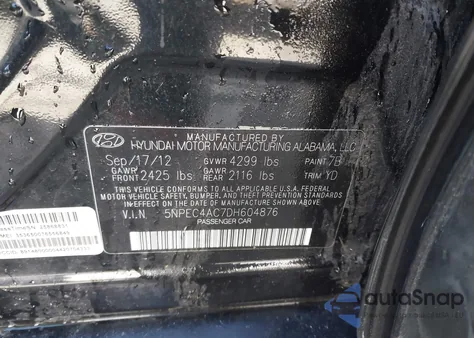 MANUFACTURED BY
HYUNDAI MOTOR MANUFACTURING ALABAMA, LLC
Sep/17/12 GVWR 4299 lbs PAINT 7B
GAWR FRONT 2425 lbs GAWR REAR 2116 lbs TRIM YD
THIS VEHICLE CONFORMS TO ALL APPLICABLE U.S. FEDERAL MOTOR
VEHICLE SAFETY, BUMPER, AND THEFT PREVENTION STANDARDS
IN EFFECT ON THE DATE OF MANUFACTURE SHOWN ABOVE.
V.I.N. 5NPEC4AC7DH604876
PASSENGER CAR
autoSnap